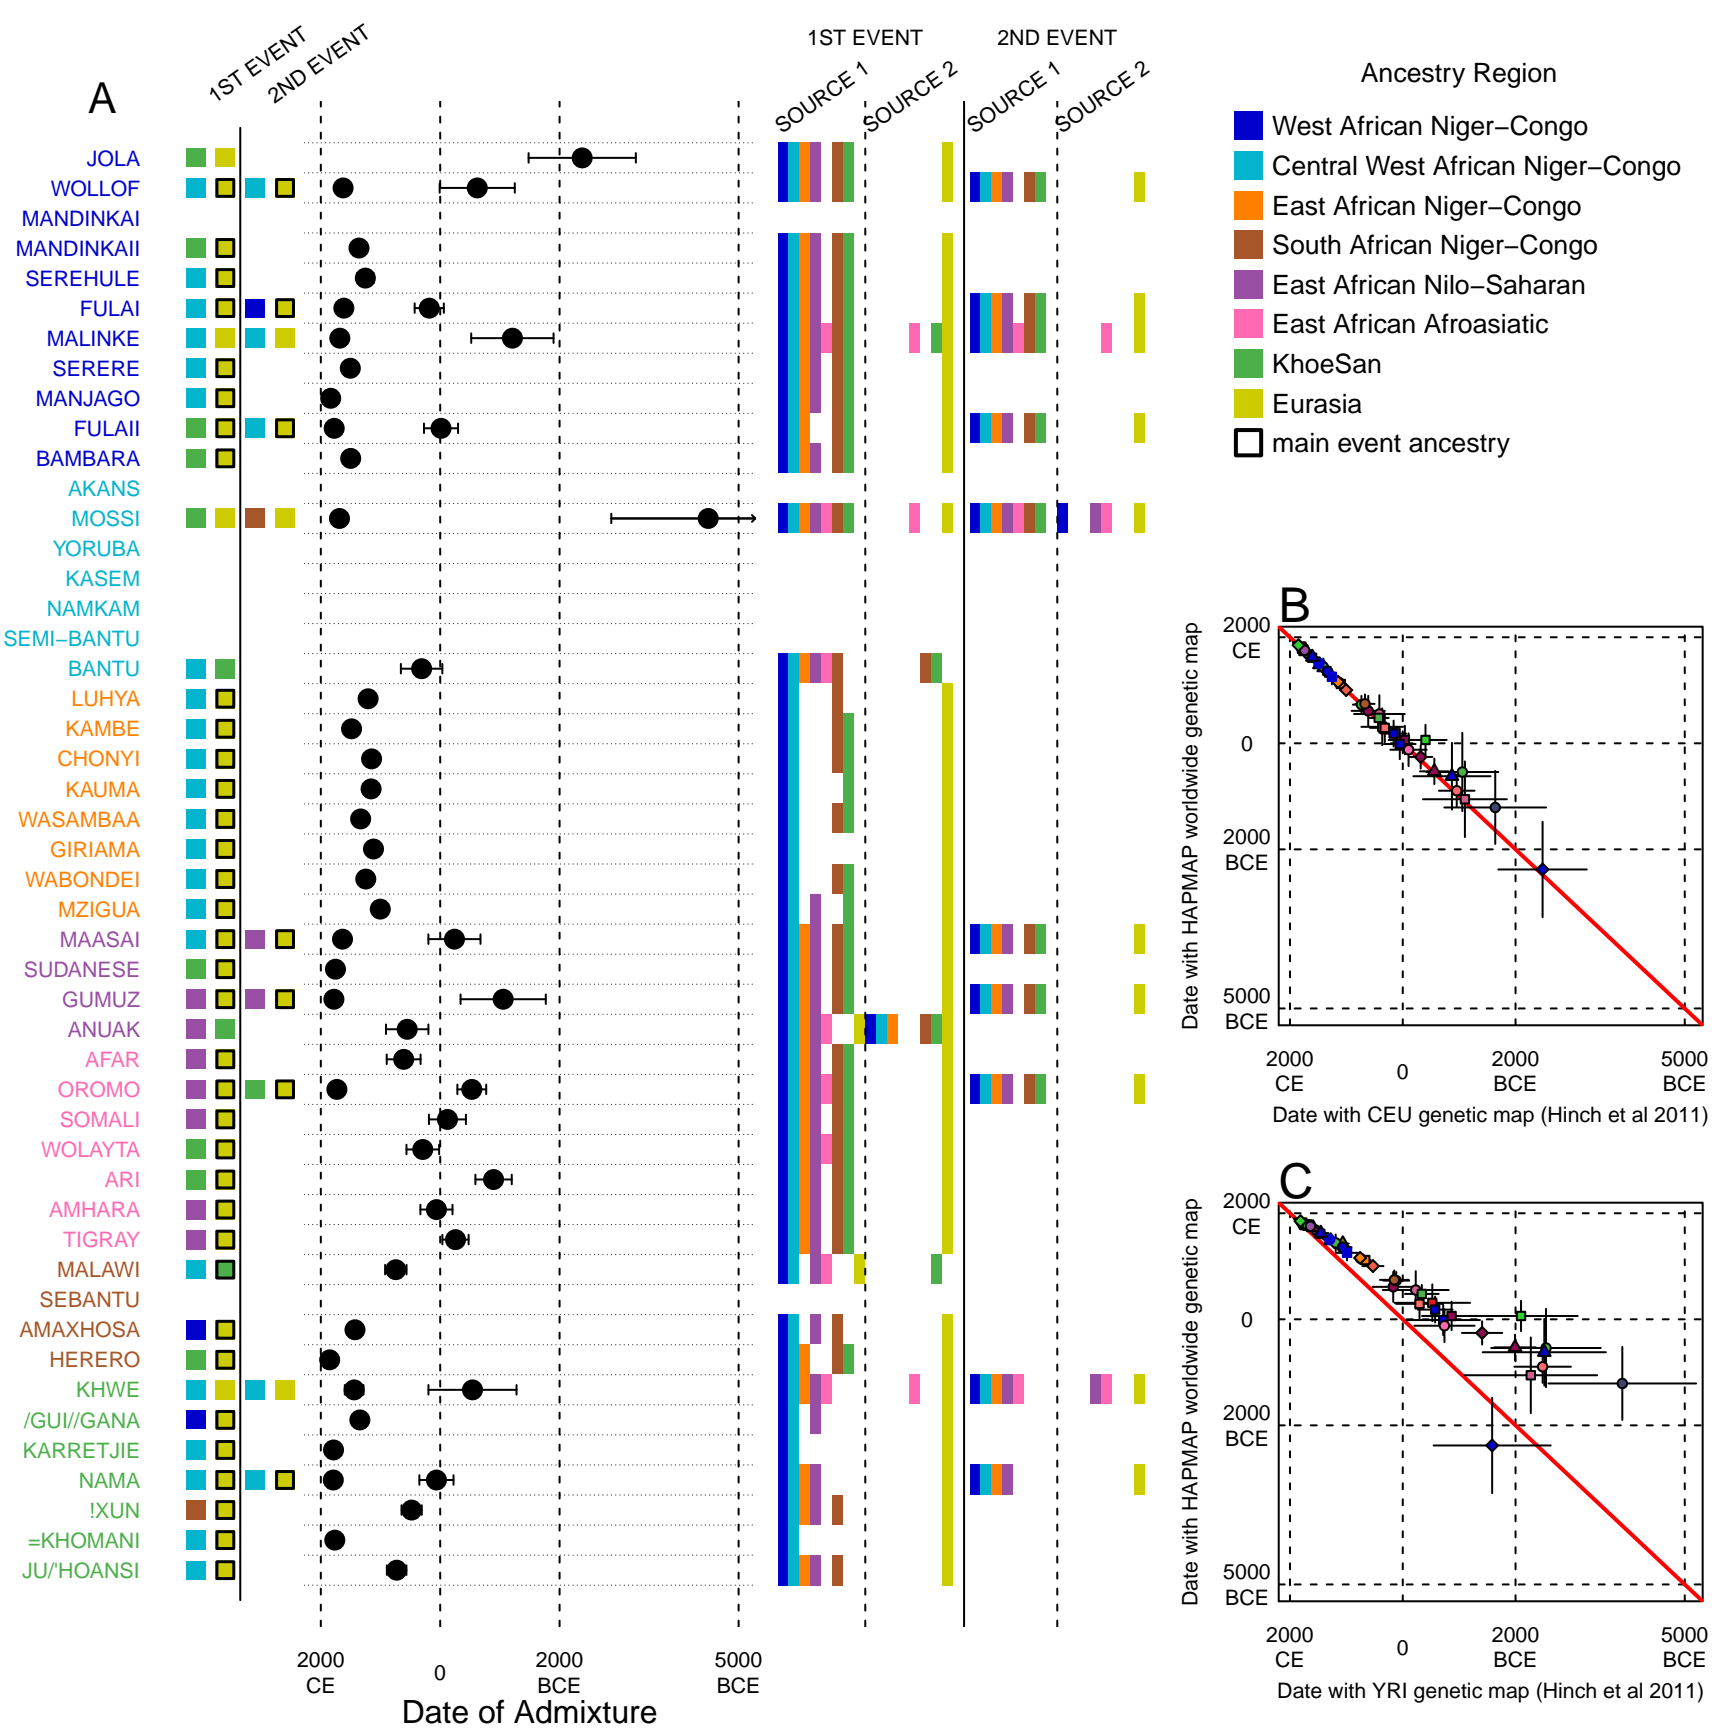 A
1ST EVENT
2ND EVENT
1ST EVENT
2ND EVENT
SOURCE 1
SOURCE 2
SOURCE 1
SOURCE 2
JOLA
WOLLOF
MANDINKAI
MANDINKAII
SEREHULE
FULAI
MALINKE
SERERE
MANJAGO
FULAII
BAMBARA
AKANS
MOSSI
YORUBA
KASEM
NAMKAM
SEMI−BANTU
BANTU
LUHYA
KAMBE
CHONYI
KAUMA
WASAMBAA
GIRIAMA
WABONDEI
MZIGUA
MAASAI
SUDANESE
GUMUZ
ANUAK
AFAR
OROMO
SOMALI
WOLAYTA
ARI
AMHARA
TIGRAY
MALAWI
SEBANTU
AMAXHOSA
HERERO
KHWE
/GUI//GANA
KARRETJIE
NAMA
!XUN
=KHOMANI
JU/'HOANSI
2000
CE
0
2000
BCE
5000
BCE
Date of Admixture
Ancestry Region
West African Niger−Congo
Central West African Niger−Congo
East African Niger−Congo
South African Niger−Congo
East African Nilo−Saharan
East African Afroasiatic
KhoeSan
Eurasia
main event ancestry
B
Date with HAPMAP worldwide genetic map
2000
CE
0
2000
BCE
5000
BCE
2000
CE
0
2000
BCE
5000
BCE
Date with CEU genetic map (Hinch et al 2011)
C
Date with HAPMAP worldwide genetic map
2000
CE
0
2000
BCE
5000
BCE
2000
CE
0
2000
BCE
5000
BCE
Date with YRI genetic map (Hinch et al 2011)